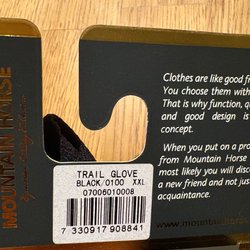 MOUNTAIN HORSE
Clothes are like good fr
You choose them with
That is why function, qu
and good design is
concept.
When you put on a pro
from Mountain Horse
most likely you will disc
a new friend and not jus
acquaintance.
www.mountainhors
TRAIL GLOVE
BLACK/0100 XXL
07006010008
7 330917 908841